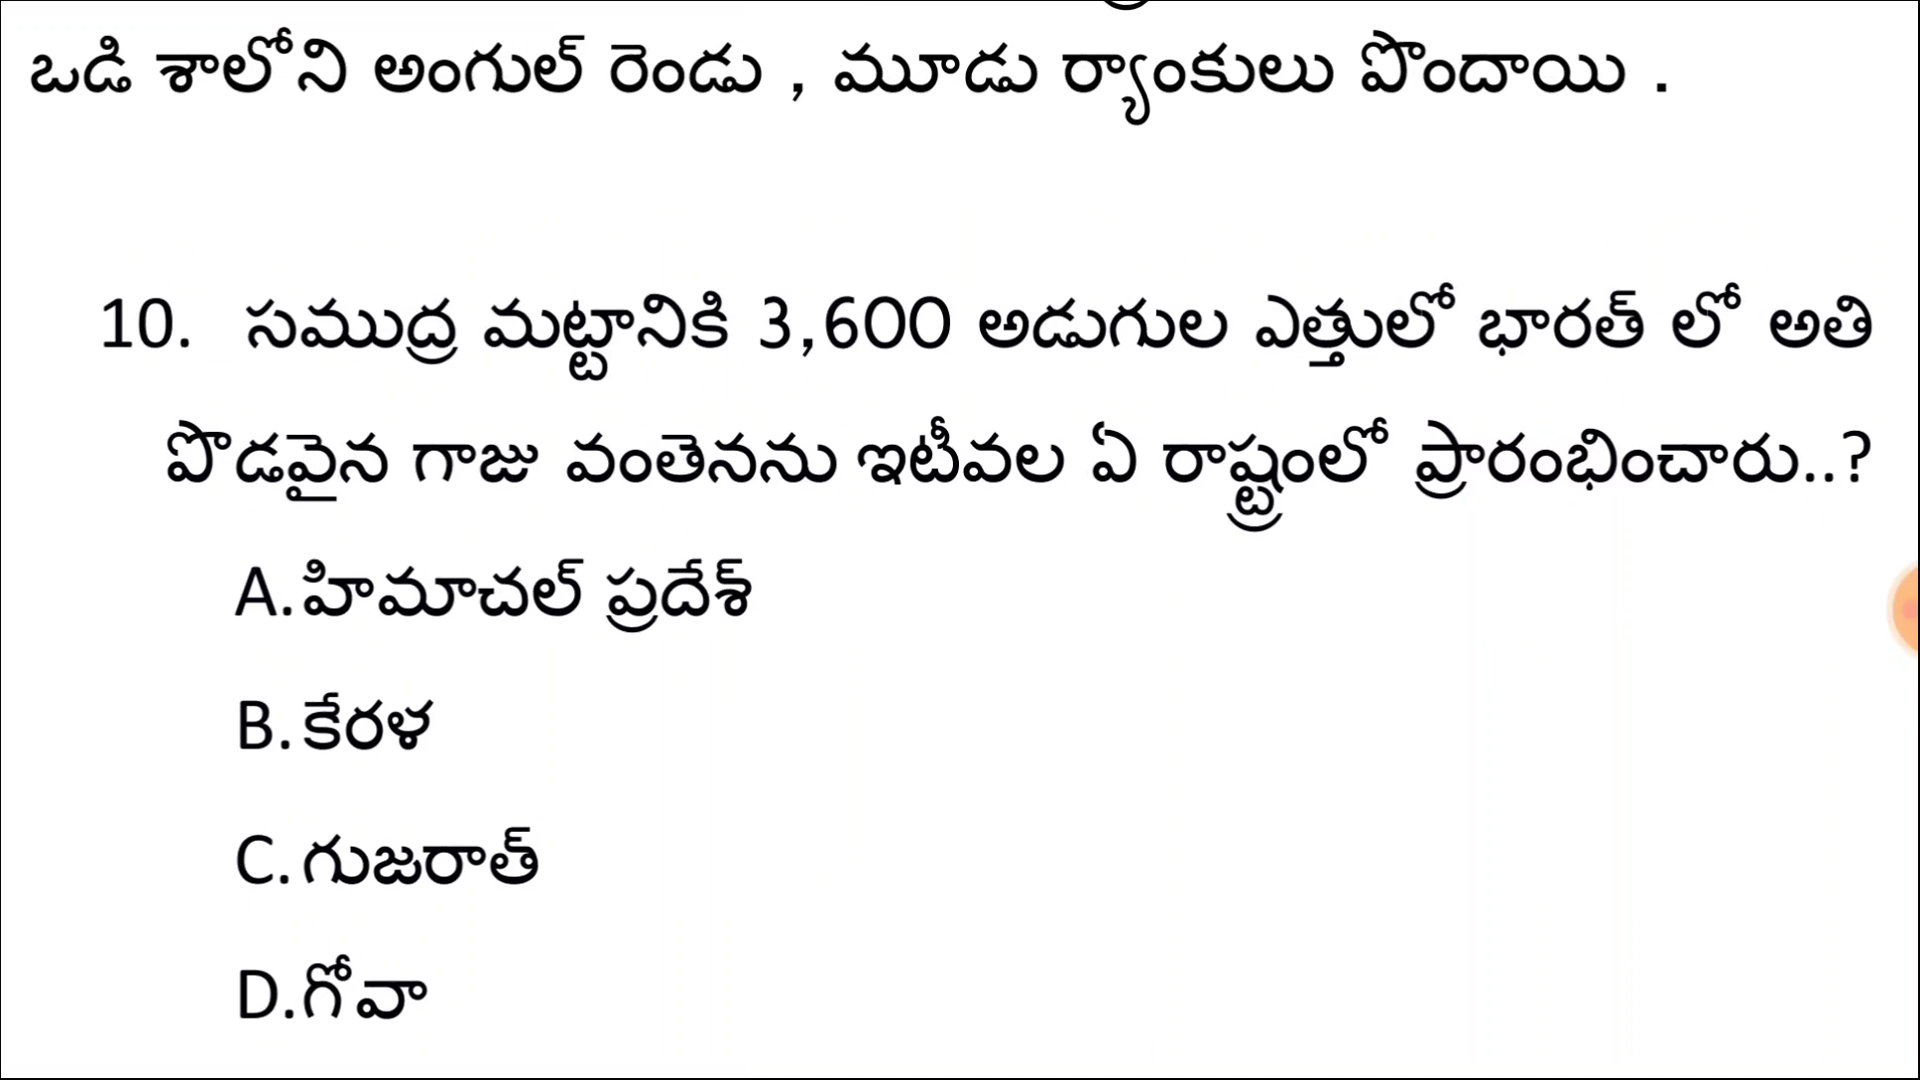 ఒడి శాలోని అంగుల్ రెండు , మూడు ర్యాంకులు పొందాయి .
10. సముద్ర మట్టానికి 3,600 అడుగుల ఎత్తులో భారత్ లో అతి
పొడవైన గాజు వంతెనను ఇటీవల ఏ రాష్ట్రంలో ప్రారంభించారు..?
A.హిమాచల్ ప్రదేశ్
B.కేరళ
C.గుజరాత్
D.గోవా